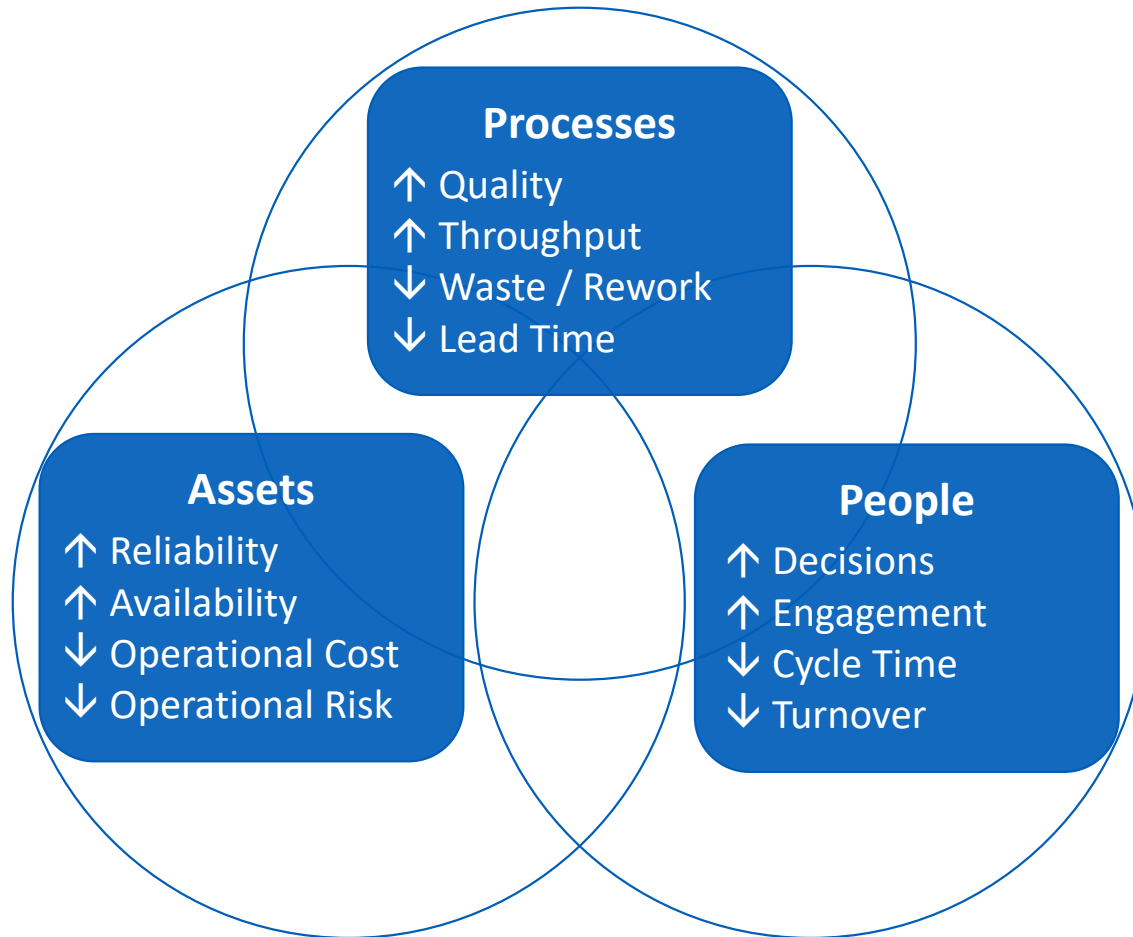 Processes
↑ Quality
↑ Throughput
↓ Waste / Rework
↓ Lead Time
Assets
↑ Reliability
↑ Availability
↓ Operational Cost
↓ Operational Risk
People
↑ Decisions
↑ Engagement
↓ Cycle Time
↓ Turnover